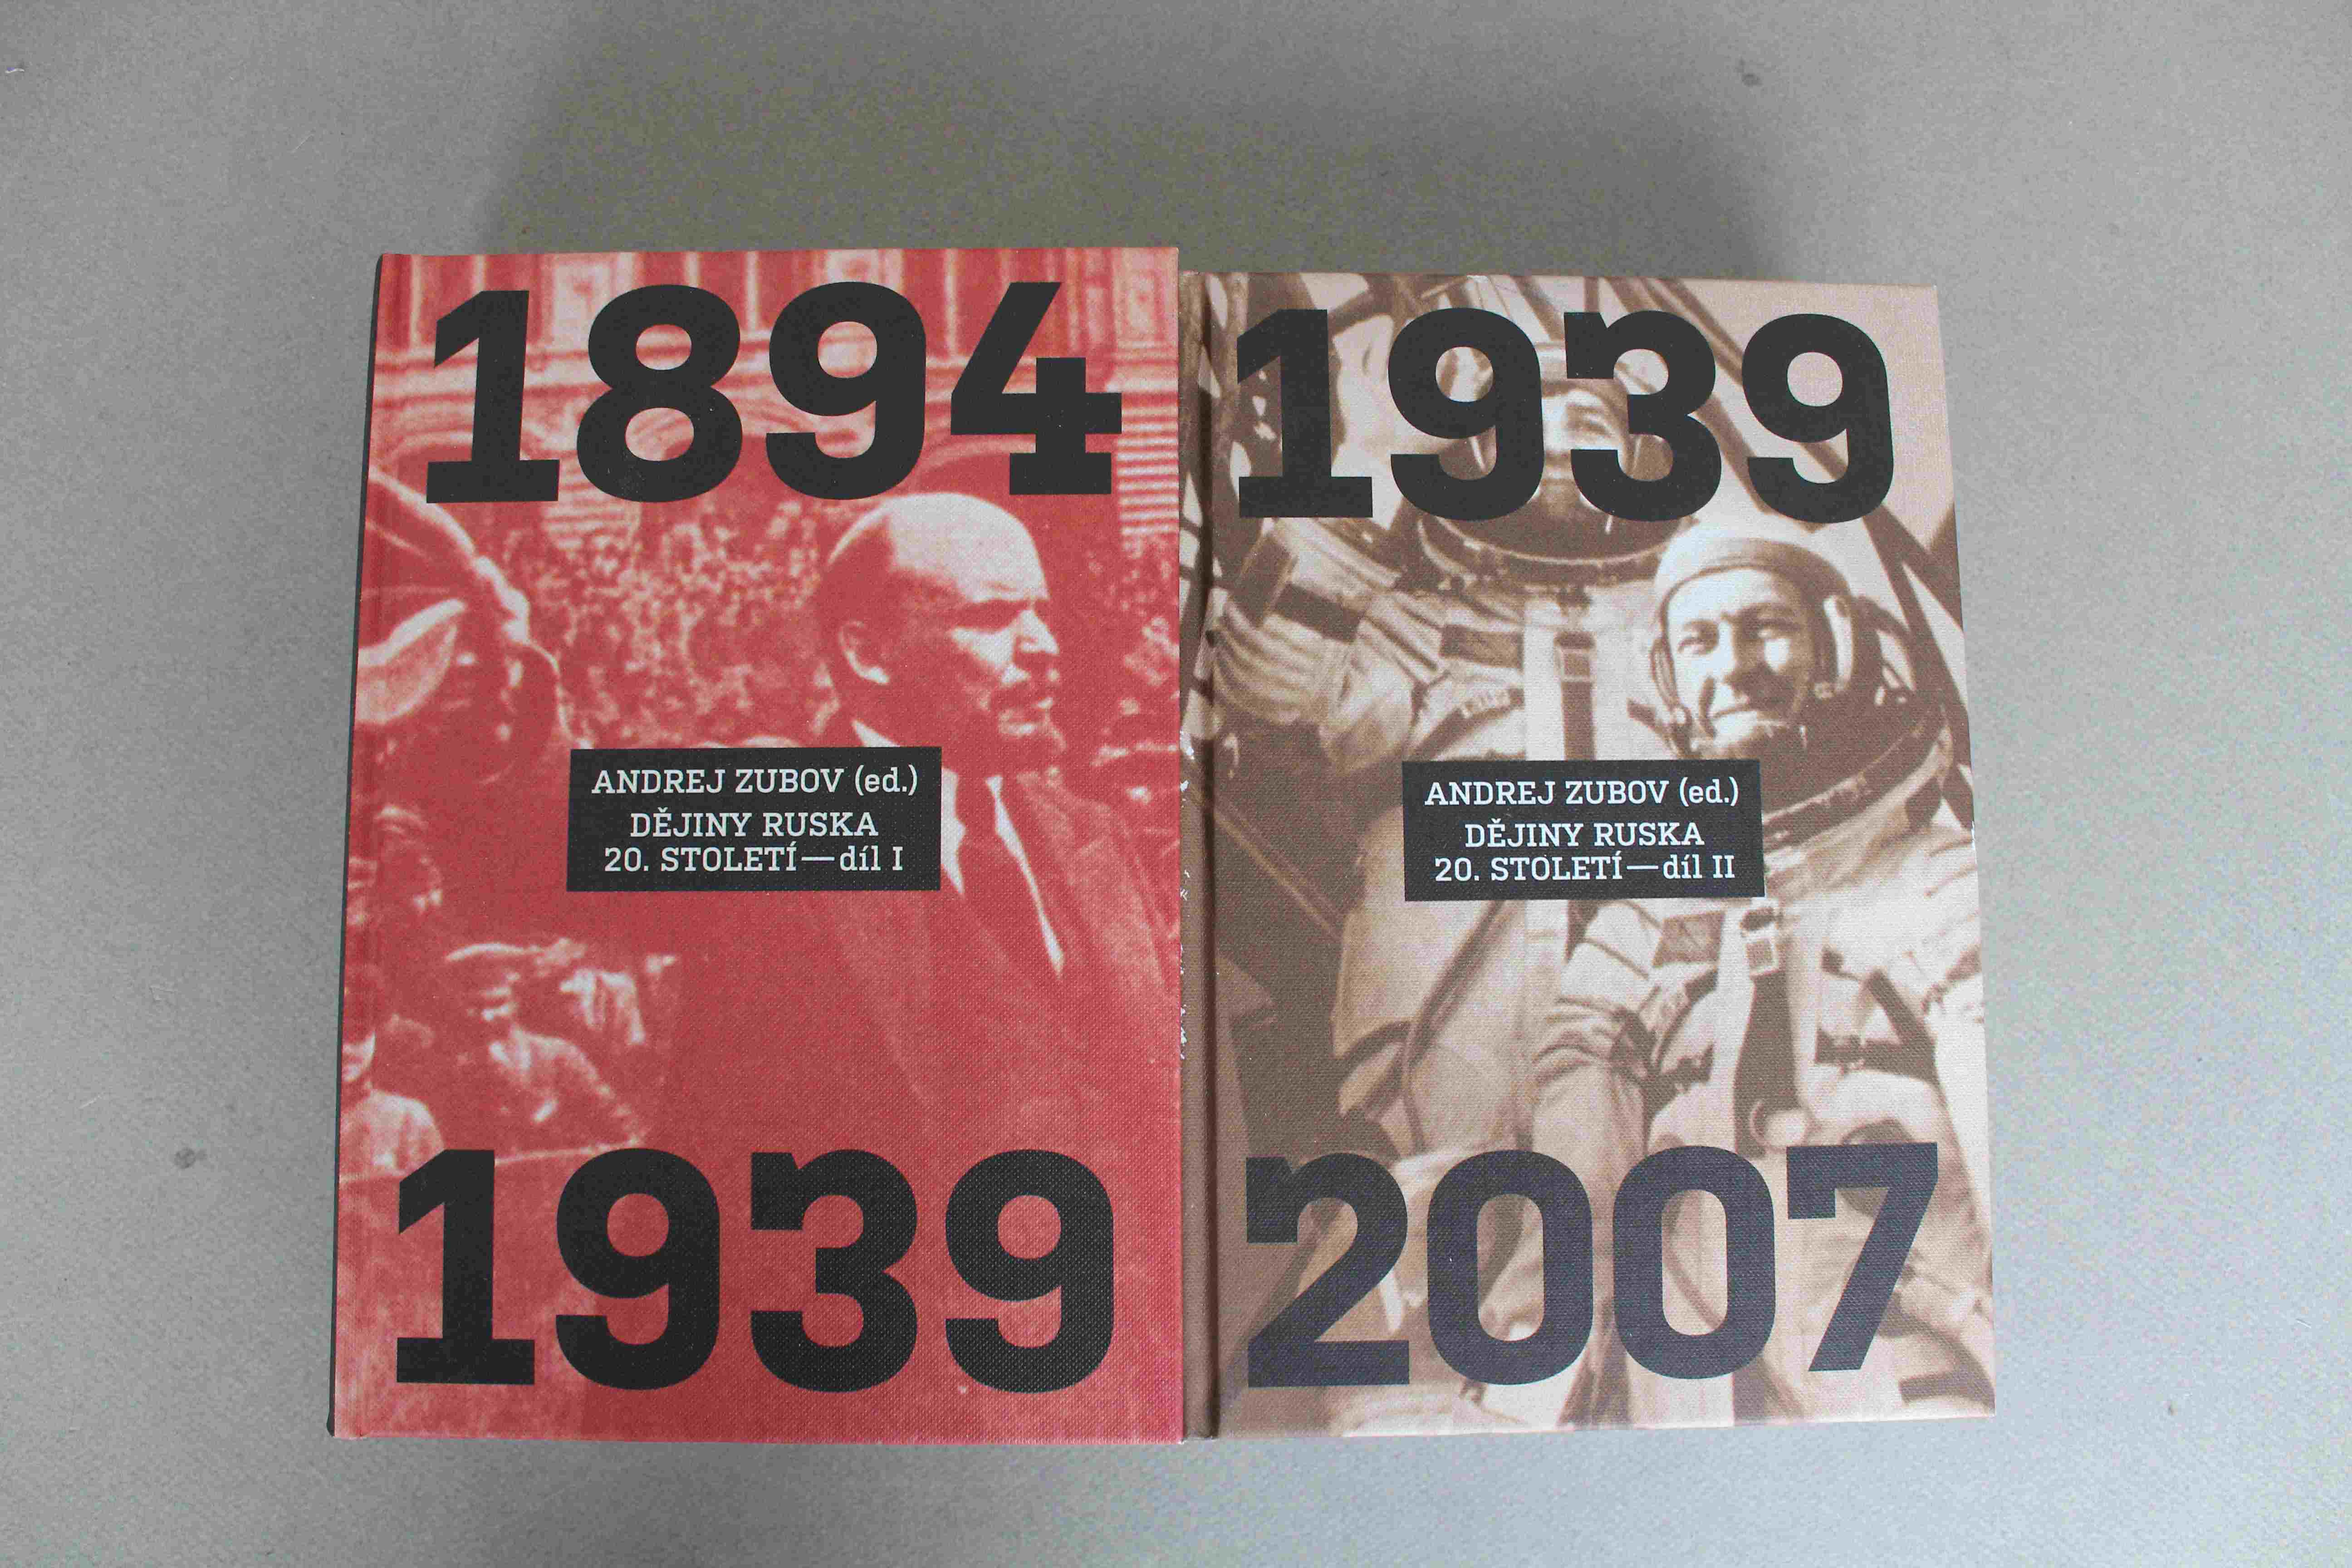 1894
ANDREJ ZUBOV (ed.)
DĚJINY RUSKA
20. STOLETÍ—díl I
1939
1939
ANDREJ ZUBOV (ed.)
DĚJINY RUSKA
20. STOLETÍ—díl II
2007